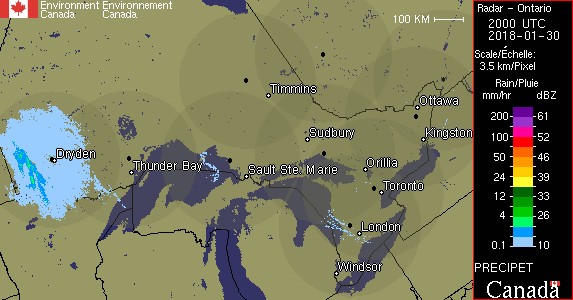 Environment Environnement
Canada Canada
100 KM
Timmins
Ottawa
Sudbury
Kingston
Dryden
Thunder Bay
Sault Ste. Marie
Orillia
Toronto
London
Windsor
Radar - Ontario
2000 UTC
2018-01-30
Scale/Échelle:
3.5 km/Pixel
Rain/Pluie
mm/hr dBZ
200 61
100 52
50 46
24 39
12 33
4 26
0.1 10
PRECIPET
Canada